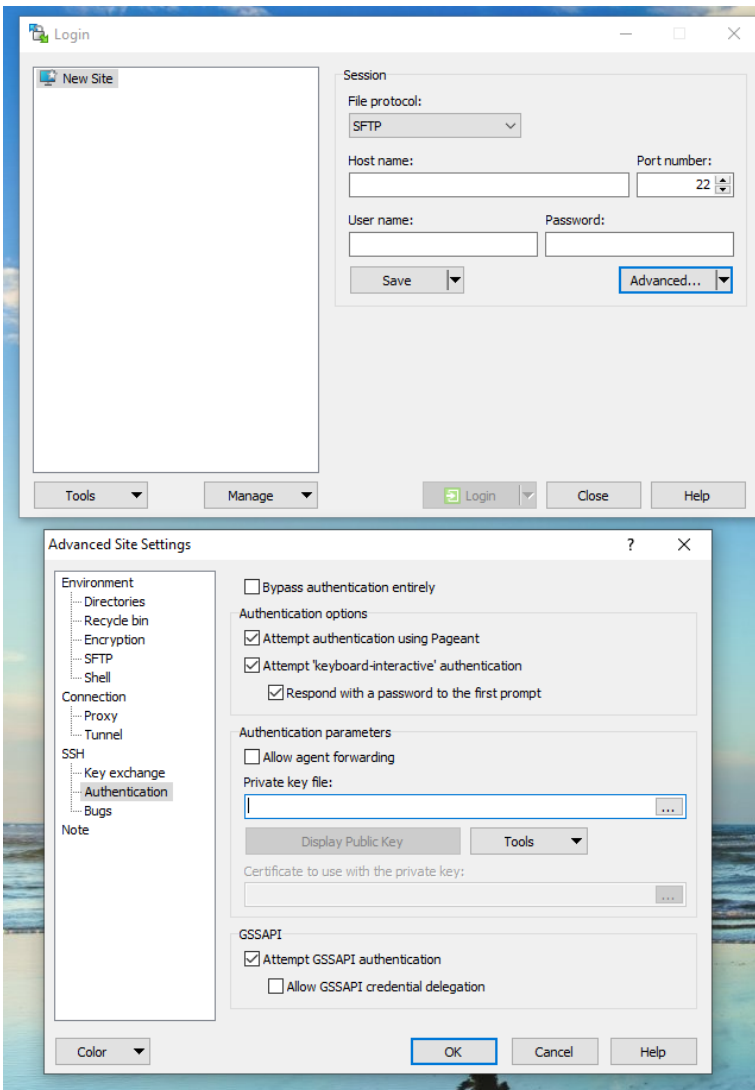 Login
New Site
Session
File protocol:
SFTP
Host name:
Port number:
22
User name:
Password:
Save
Advanced...
Tools
Manage
Login
Close
Help
Advanced Site Settings
?
Environment
Directories
Recycle bin
Encryption
SFTP
Shell
Connection
Proxy
Tunnel
SSH
Key exchange
Authentication
Bugs
Note
Bypass authentication entirely
Authentication options
Attempt authentication using Pageant
Attempt 'keyboard-interactive' authentication
Respond with a password to the first prompt
Authentication parameters
Allow agent forwarding
Private key file:
...
Display Public Key
Tools
Certificate to use with the private key:
...
GSSAPI
Attempt GSSAPI authentication
Allow GSSAPI credential delegation
Color
OK
Cancel
Help